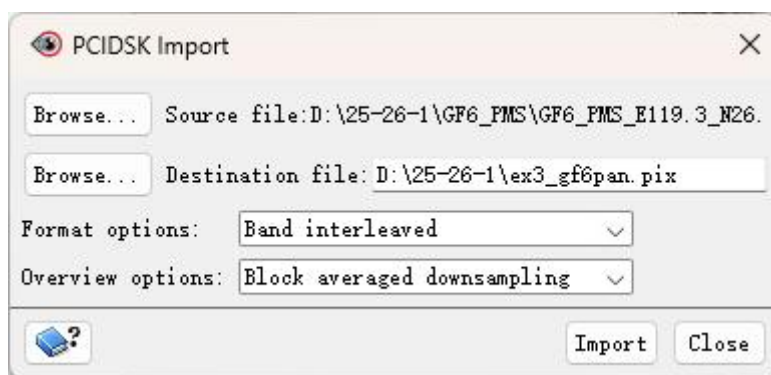 PCIDSK Import
Browse... Source file:D:\25-26-1\GF6_PMS\GF6_PMS_E119.3_N26.
Browse... Destination file: D:\25-26-1\ex3_gf6pan.pix
Format options: Band interleaved
Overview options: Block averaged downsampling
? Import Close